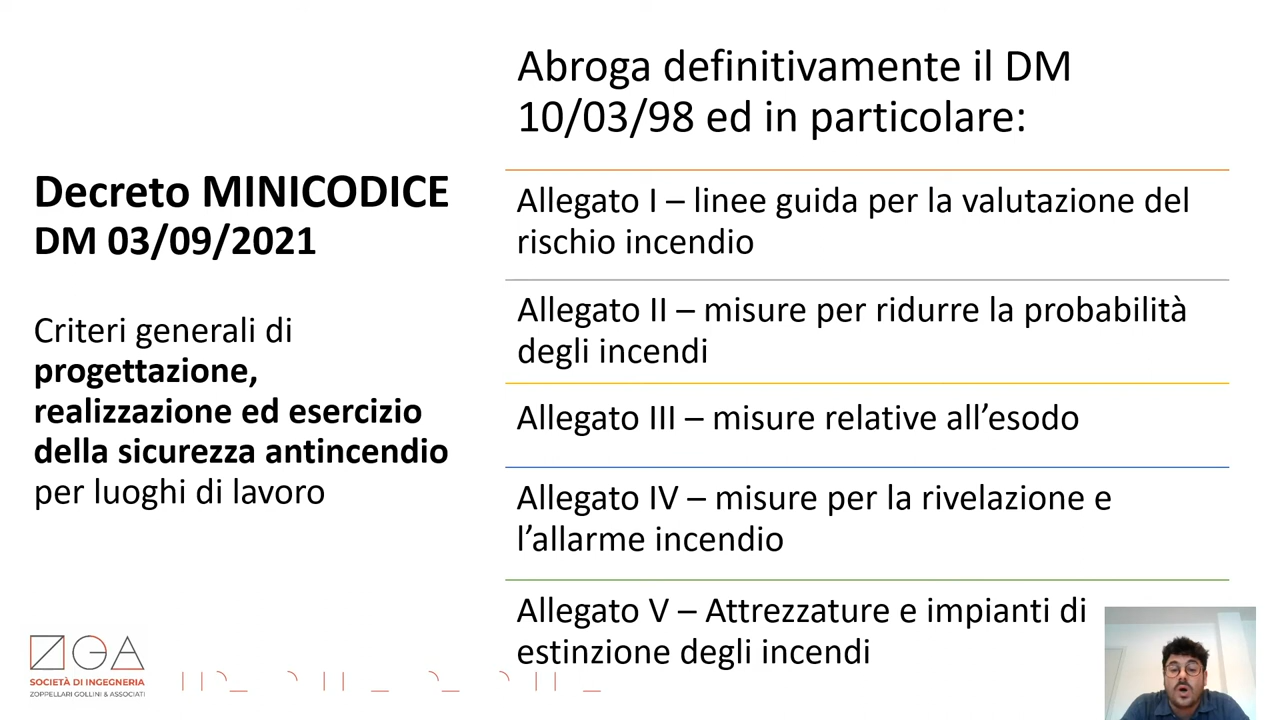 Decreto MINICODICE
DM 03/09/2021
Criteri generali di
progettazione,
realizzazione ed esercizio
della sicurezza antincendio
per luoghi di lavoro
Abroga definitivamente il DM
10/03/98 ed in particolare:
Allegato I – linee guida per la valutazione del
rischio incendio
Allegato II – misure per ridurre la probabilità
degli incendi
Allegato III – misure relative all’esodo
Allegato IV – misure per la rivelazione e
l’allarme incendio
Allegato V – Attrezzature e impianti di
estinzione degli incendi
ZGA
SOCIETÀ DI INGEGNERIA
ZOPPELLARI GOLLINI & ASSOCIATI